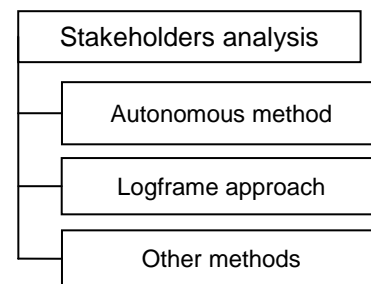 Stakeholders analysis
Autonomous method
Logframe approach
Other methods